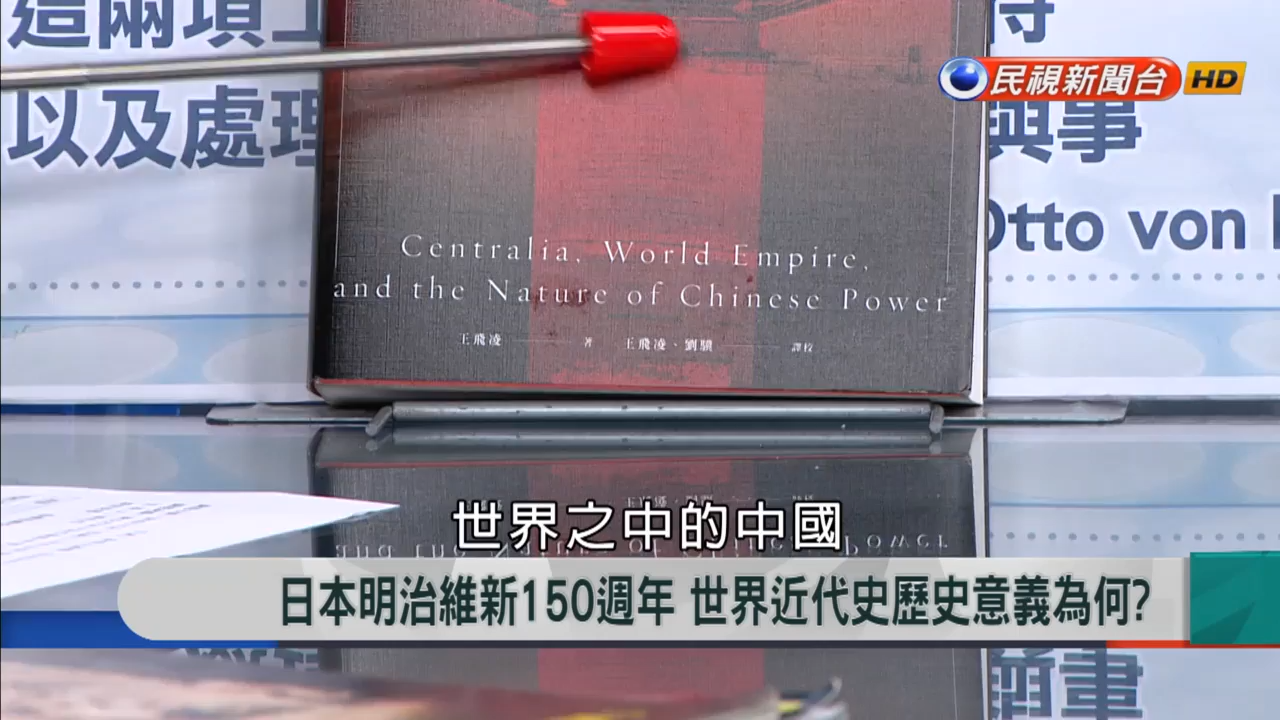 這兩項
以及處理
民視新聞台 HD
與事
Otto von
Centralia, World Empire,
and the Nature of Chinese Power
王飛凌 著 王飛凌、劉驥 譯校
世界之中的中國
日本明治維新150週年 世界近代史歷史意義為何?